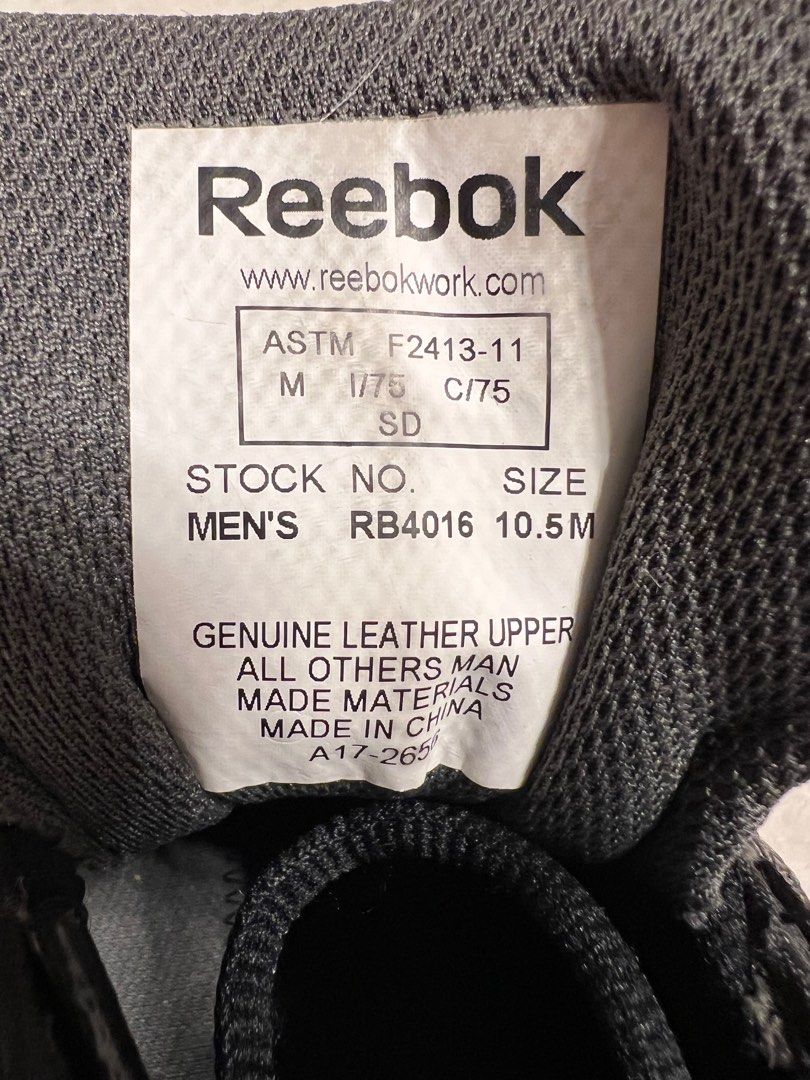 Reebok
www.reebokwork.com
ASTM F2413-11
M I/75 C/75
SD
STOCK NO. SIZE
MEN'S RB4016 10.5M
GENUINE LEATHER UPPER
ALL OTHERS MAN
MADE MATERIALS
MADE IN CHINA